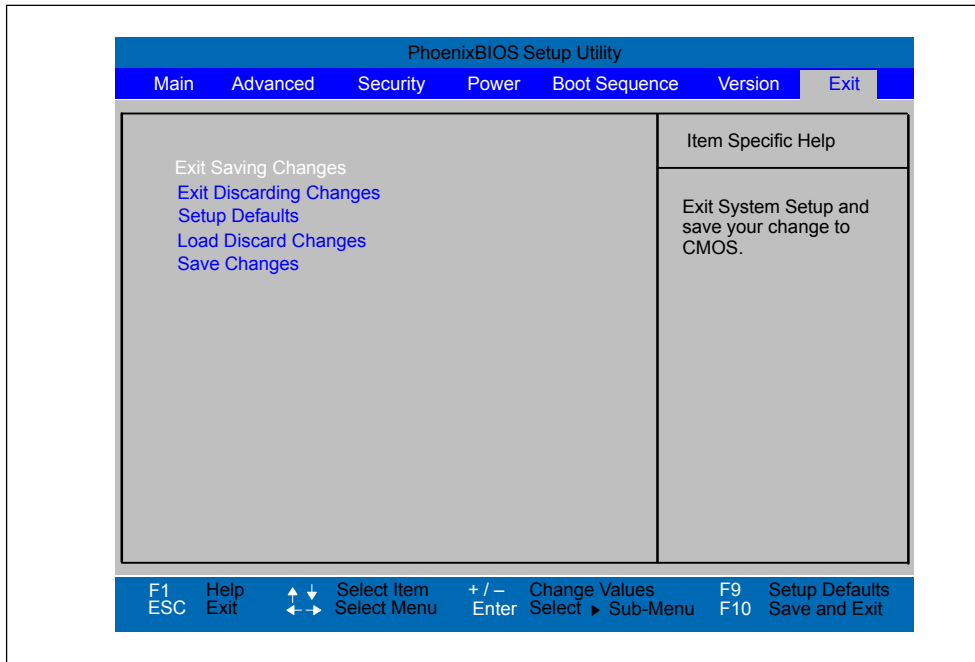 PhoenixBIOS Setup Utility
Main Advanced Security Power Boot Sequence Version Exit
Item Specific Help
Exit Saving Changes
Exit Discarding Changes
Setup Defaults
Load Discard Changes
Save Changes
Exit System Setup and
save your change to
CMOS.
F1 Help Select Item + / – Change Values F9 Setup Defaults
ESC Exit Select Menu Enter Select Sub-Menu F10 Save and Exit